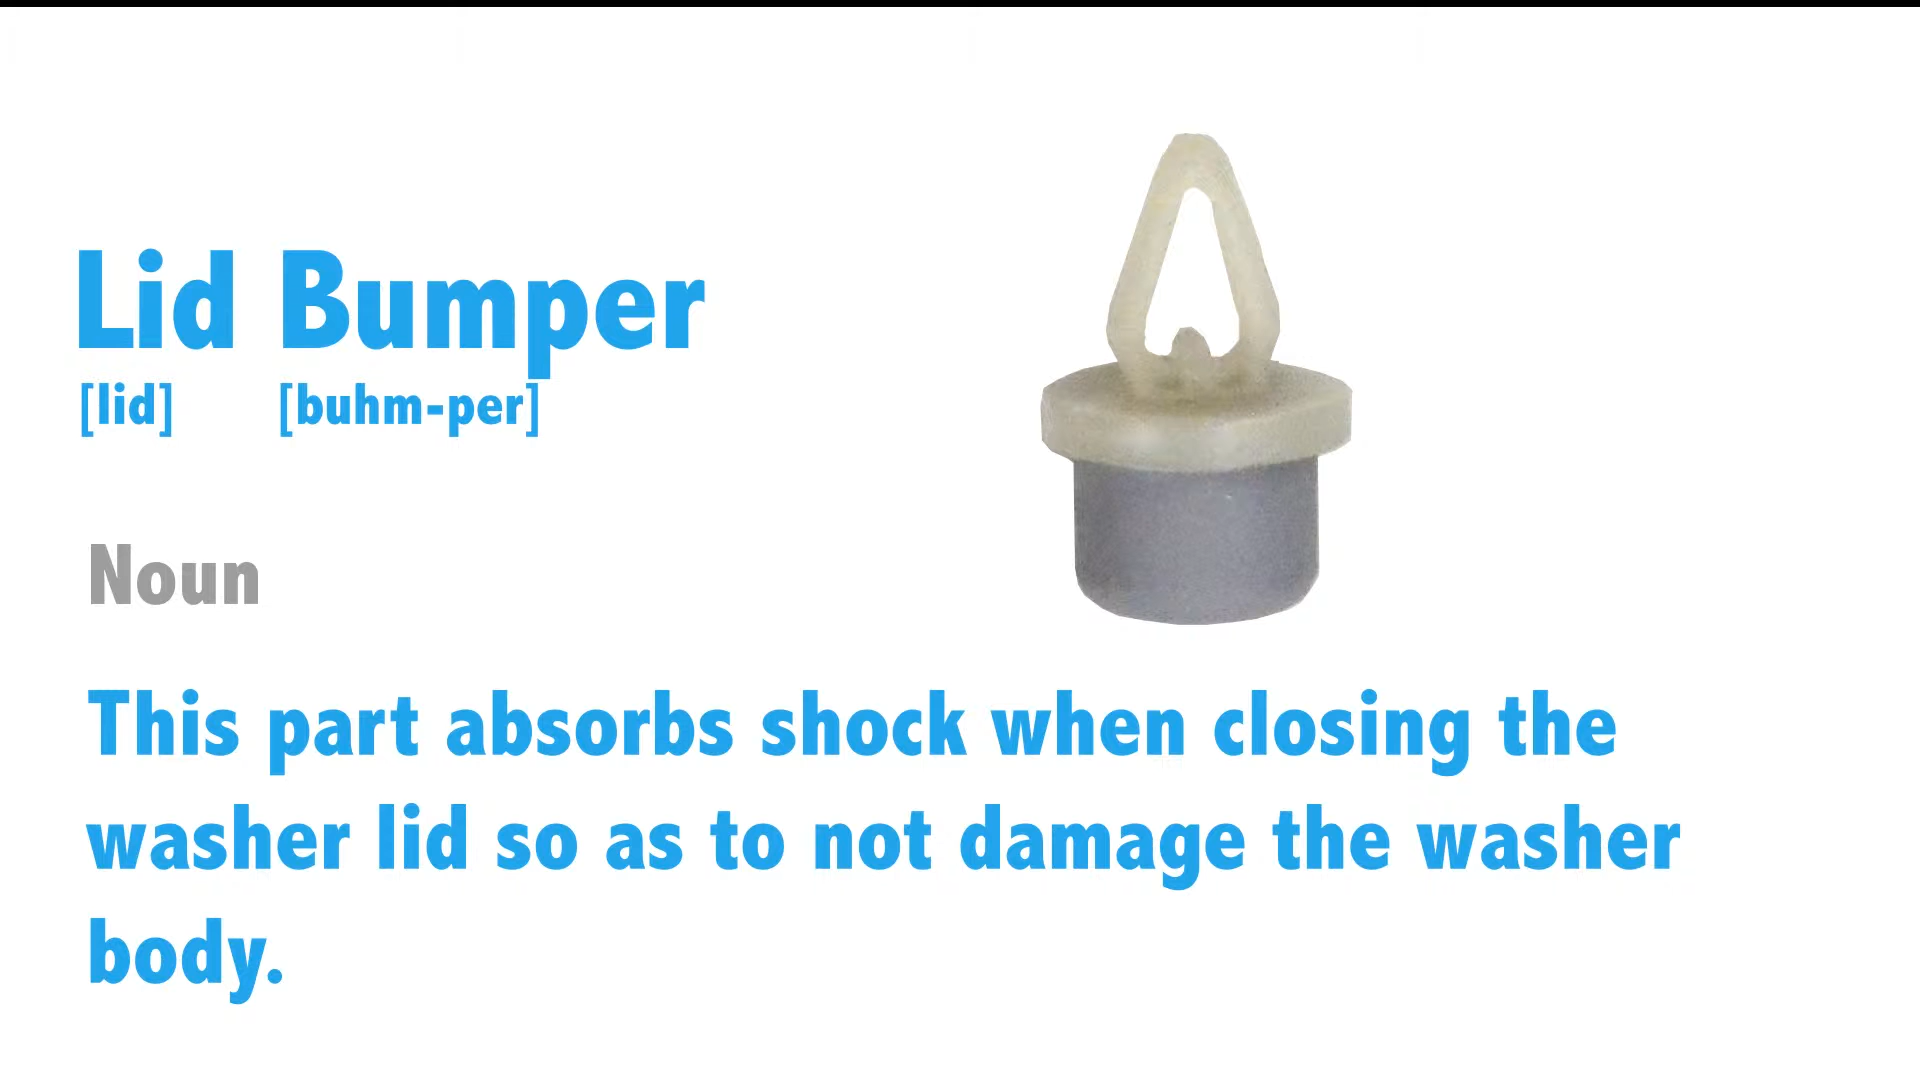 Lid Bumper
[lid] [buhm-per]
Noun
This part absorbs shock when closing the
washer lid so as to not damage the washer
body.